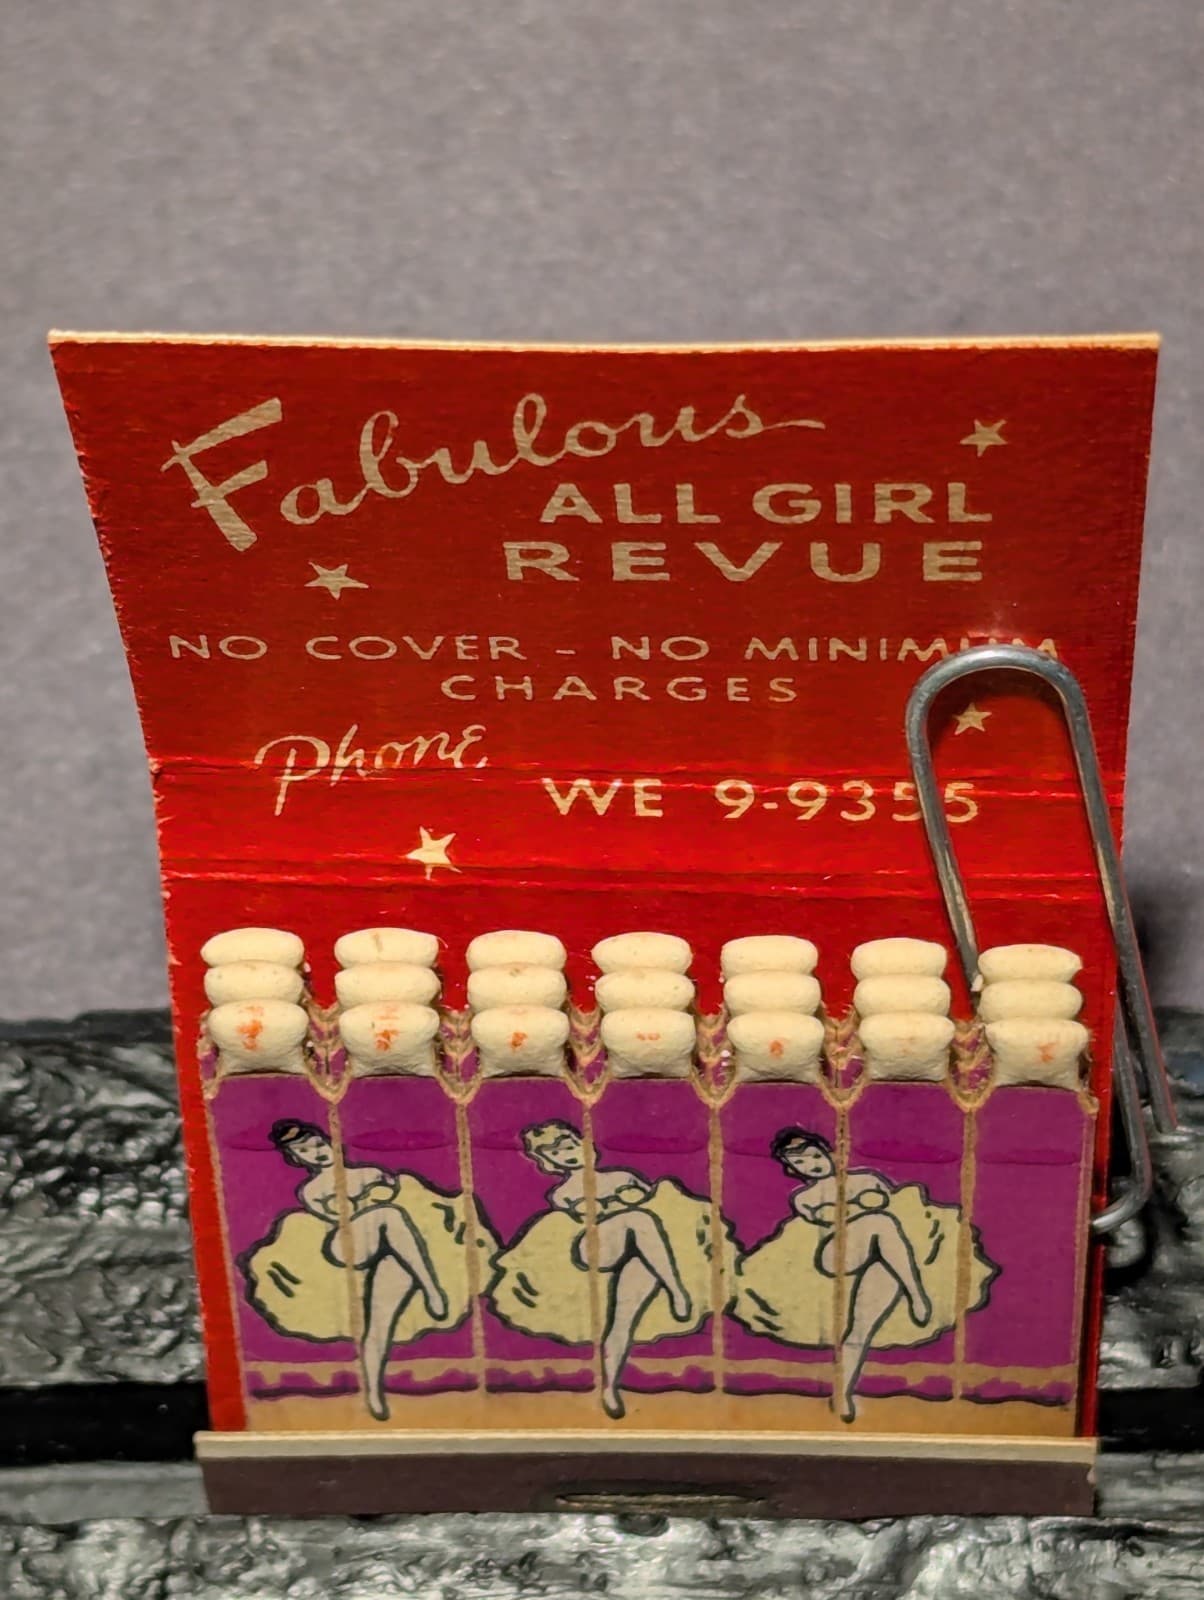 Fabulous
ALL GIRL
REVUE
NO COVER - NO MINIMUM
CHARGES
Phone WE 9-9355